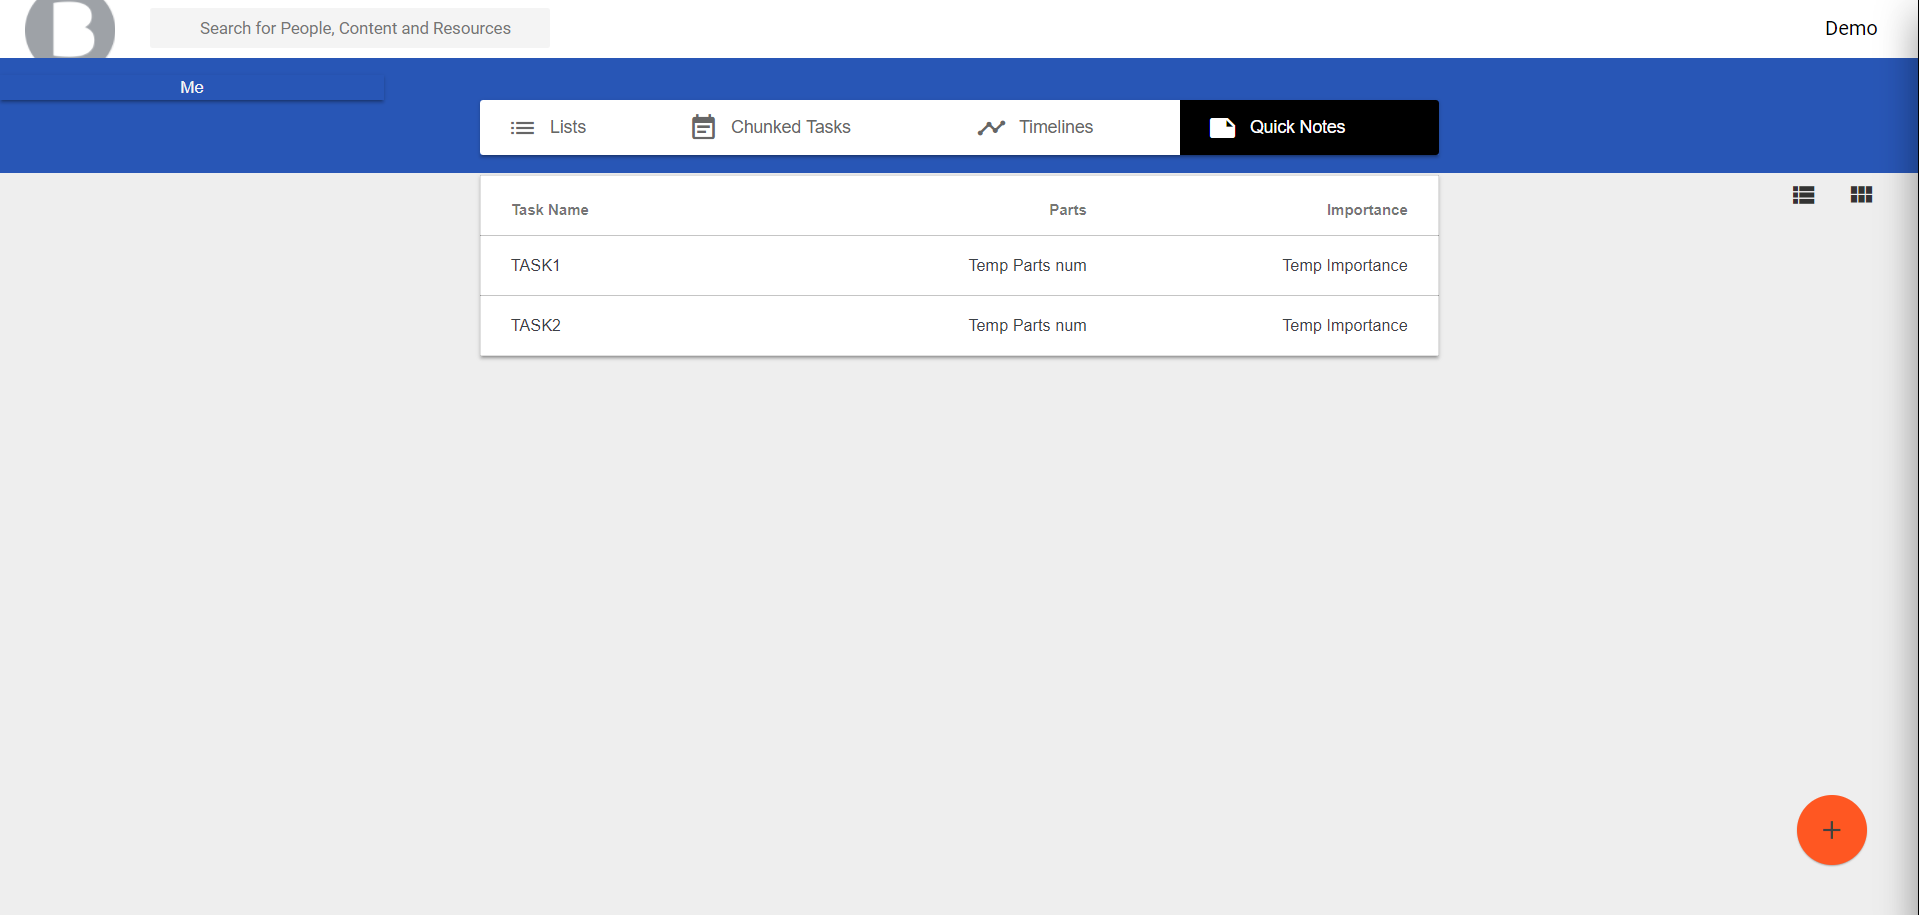 B
Search for People, Content and Resources
Demo
Me
Lists
Chunked Tasks
Timelines
Quick Notes
Task Name Parts Importance
TASK1 Temp Parts num Temp Importance
TASK2 Temp Parts num Temp Importance
+